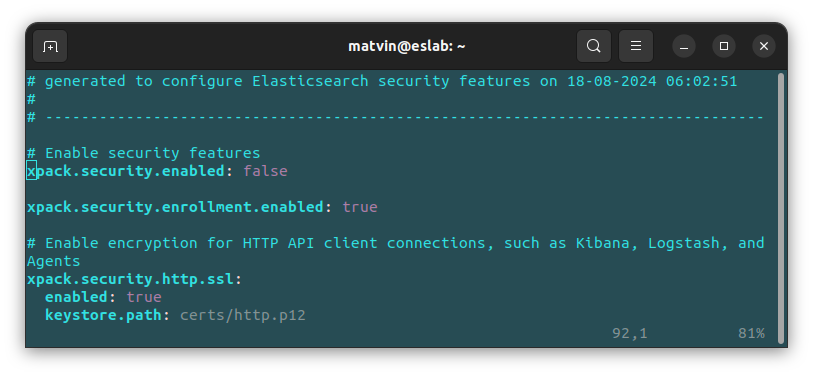 matvin@eslab: ~
# generated to configure Elasticsearch security features on 18-08-2024 06:02:51
#
# --------------------------------------------------------------------------------
# Enable security features
xpack.security.enabled: false
xpack.security.enrollment.enabled: true
# Enable encryption for HTTP API client connections, such as Kibana, Logstash, and
Agents
xpack.security.http.ssl:
  enabled: true
  keystore.path: certs/http.p12
92,1 81%